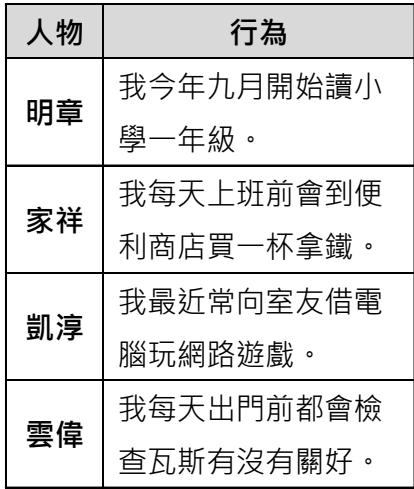 人物 行為
明章
我今年九月開始讀小
學一年級。
家祥
我每天上班前會到便
利商店買一杯拿鐵。
凱淳
我最近常向室友借電
腦玩網路遊戲。
雲偉
我每天出門前都會檢
查瓦斯有沒有關好。